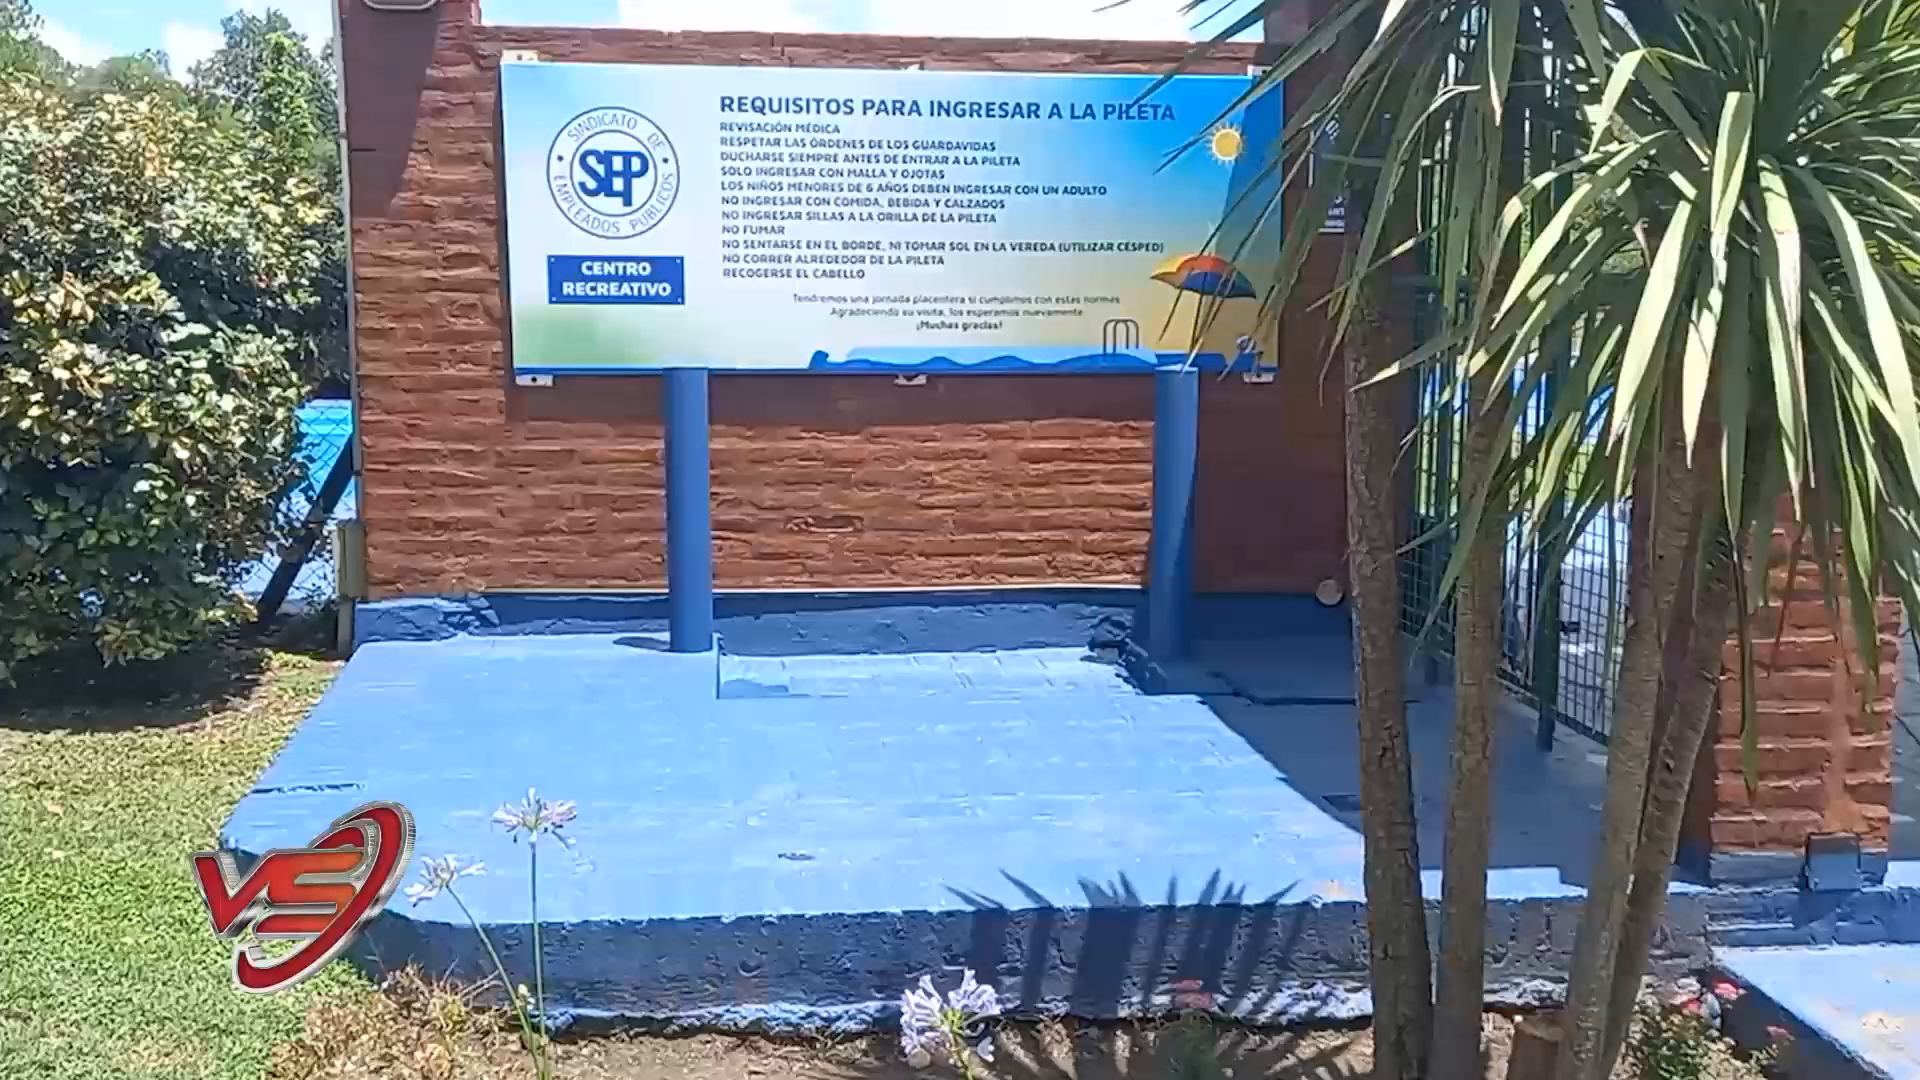 SINDICATO DE
SEP
EMPLEADOS PUBLICOS
CENTRO
RECREATIVO
REQUISITOS PARA INGRESAR A LA PILETA
REVISACIÓN MÉDICA
RESPETAR LAS ÓRDENES DE LOS GUARDAVIDAS
DUCHARSE SIEMPRE ANTES DE ENTRAR A LA PILETA
SOLO INGRESAR CON MALLA Y OJOTAS
LOS NIÑOS MENORES DE 6 AÑOS DEBEN INGRESAR CON UN ADULTO
NO INGRESAR CON COMIDA, BEBIDA Y CALZADOS
NO INGRESAR SILLAS A LA ORILLA DE LA PILETA
NO FUMAR
NO SENTARSE EN EL BORDE, NI TOMAR SOL EN LA VEREDA (UTILIZAR CÉSPED)
NO CORRER ALREDEDOR DE LA PILETA
RECOGERSE EL CABELLO
Tendremos una jornada placentera si cumplimos con estas normas
Agradeciendo su visita, los esperamos nuevamente
¡Muchas gracias!
VS